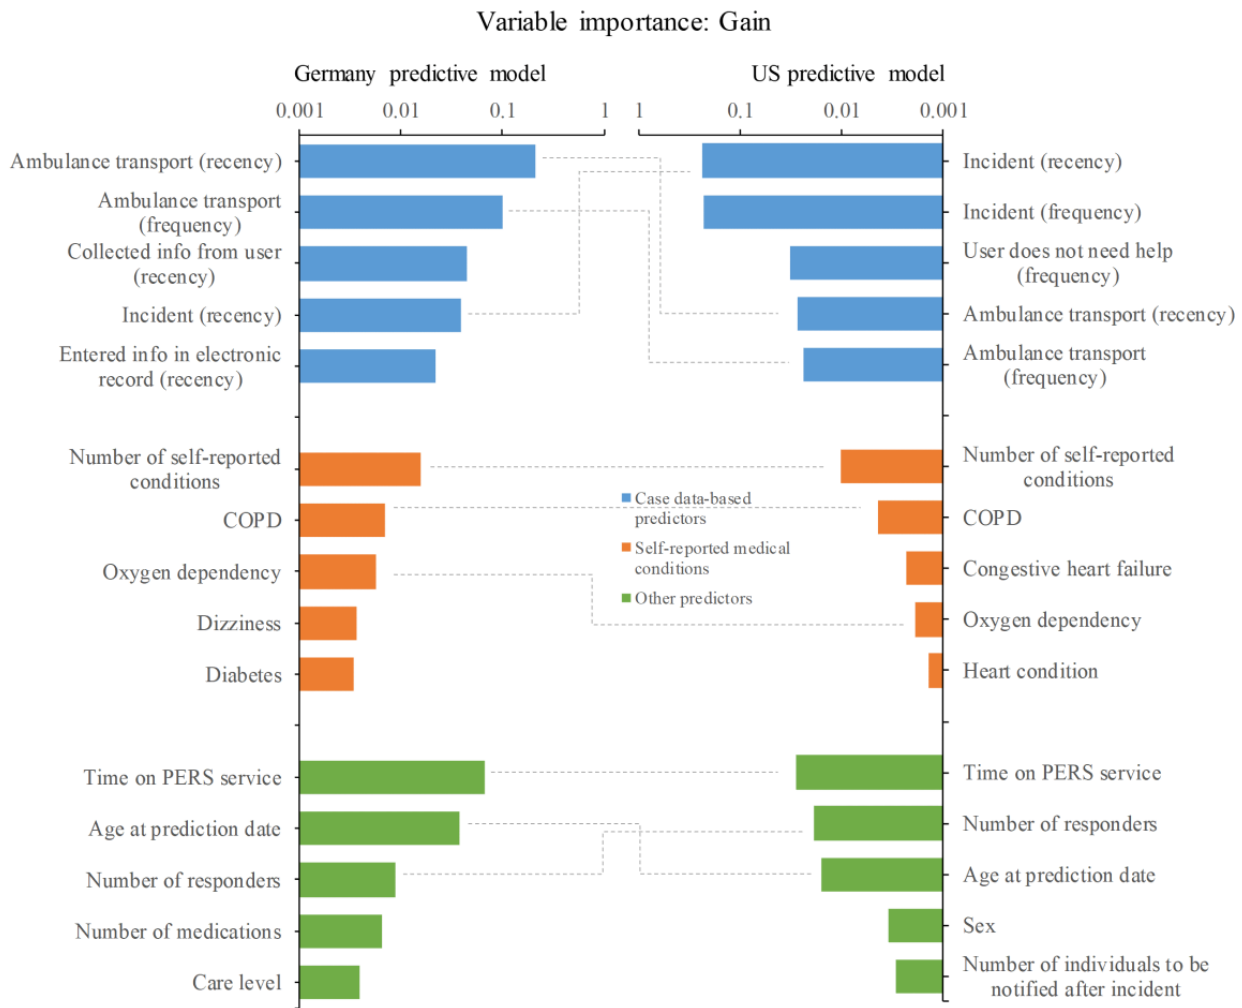 Variable importance: Gain
Germany predictive model
0.001 0.01 0.1 1
Ambulance transport (recency)
Ambulance transport
(frequency)
Collected info from user
(recency)
Incident (recency)
Entered info in electronic
record (recency)
Number of self-reported
conditions
COPD
Oxygen dependency
Dizziness
Diabetes
Time on PERS service
Age at prediction date
Number of responders
Number of medications
Care level
Case data-based
predictors
Self-reported medical
conditions
Other predictors
US predictive model
1 0.1 0.01 0.001
Incident (recency)
Incident (frequency)
User does not need help
(frequency)
Ambulance transport (recency)
Ambulance transport
(frequency)
Number of self-reported
conditions
COPD
Congestive heart failure
Oxygen dependency
Heart condition
Time on PERS service
Number of responders
Age at prediction date
Sex
Number of individuals to be
notified after incident